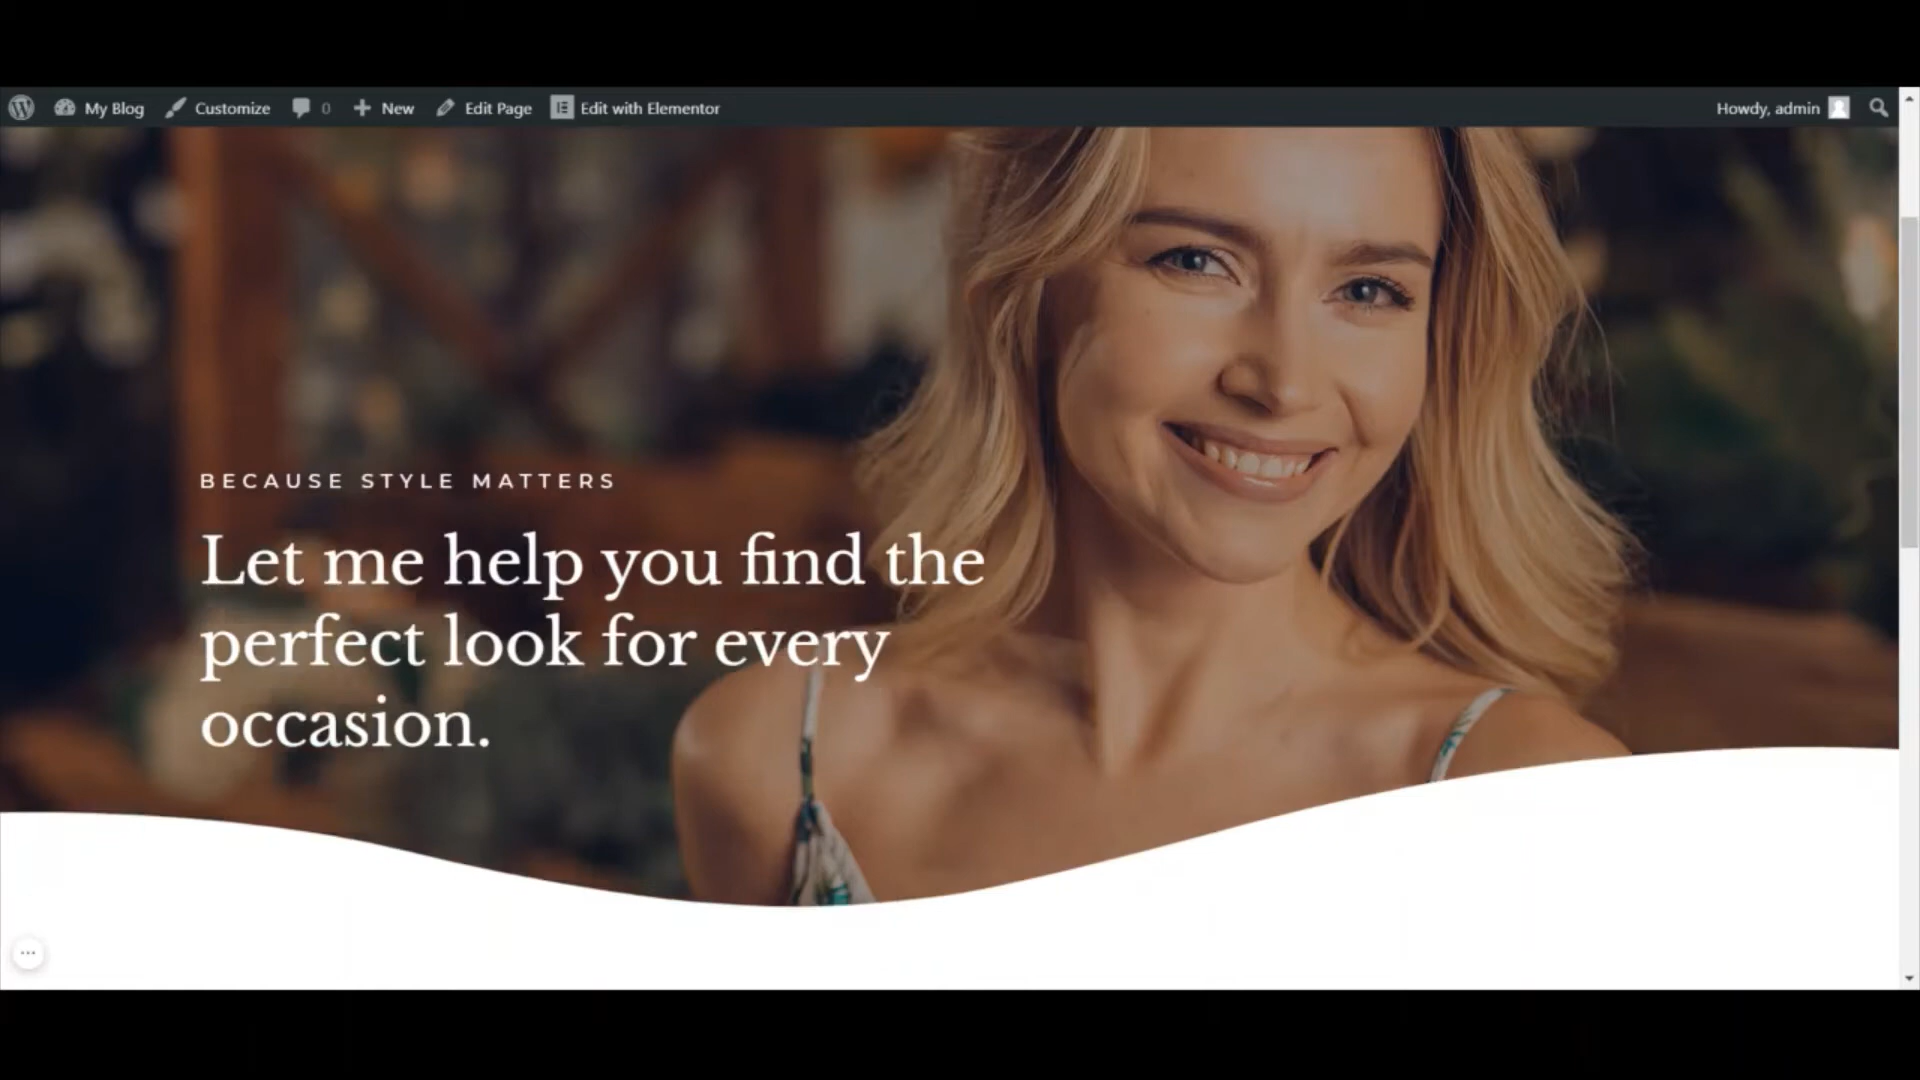 My Blog Customize 0 New Edit Page Edit with Elementor Howdy, admin
BECAUSE STYLE MATTERS
Let me help you find the
perfect look for every
occasion.